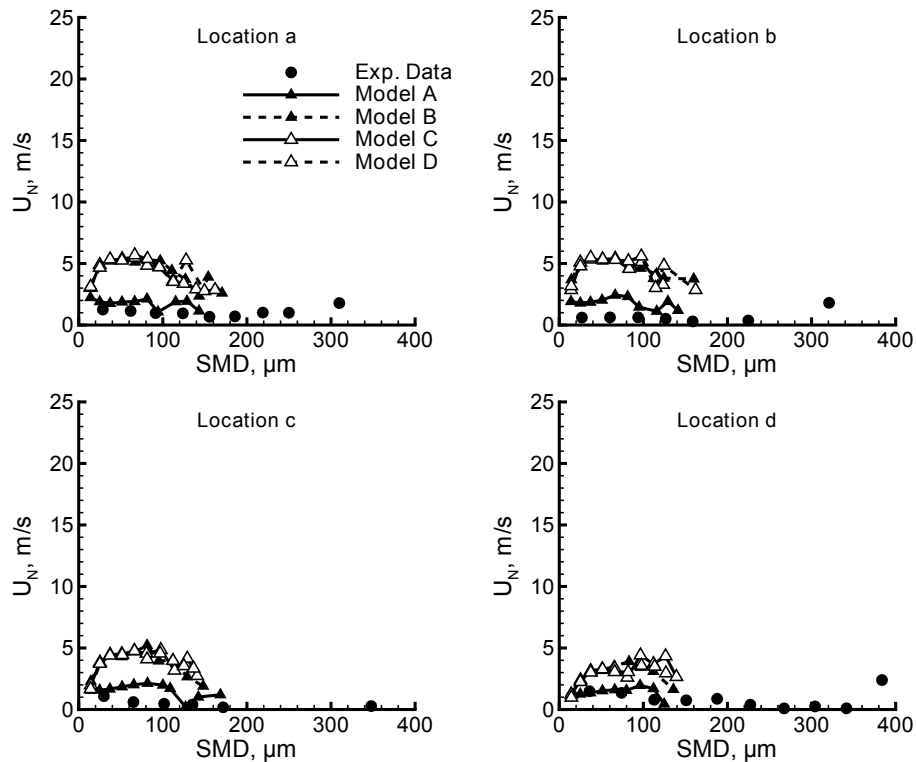 25
Location a
Exp. Data
Model A
Model B
Model C
Model D
20
15
10
5
0
U_N, m/s
0 100 200 300 400
SMD, µm
25
Location b
20
15
10
5
0
U_N, m/s
0 100 200 300 400
SMD, µm
25
Location c
20
15
10
5
0
U_N, m/s
0 100 200 300 400
SMD, µm
25
Location d
20
15
10
5
0
U_N, m/s
0 100 200 300 400
SMD, µm